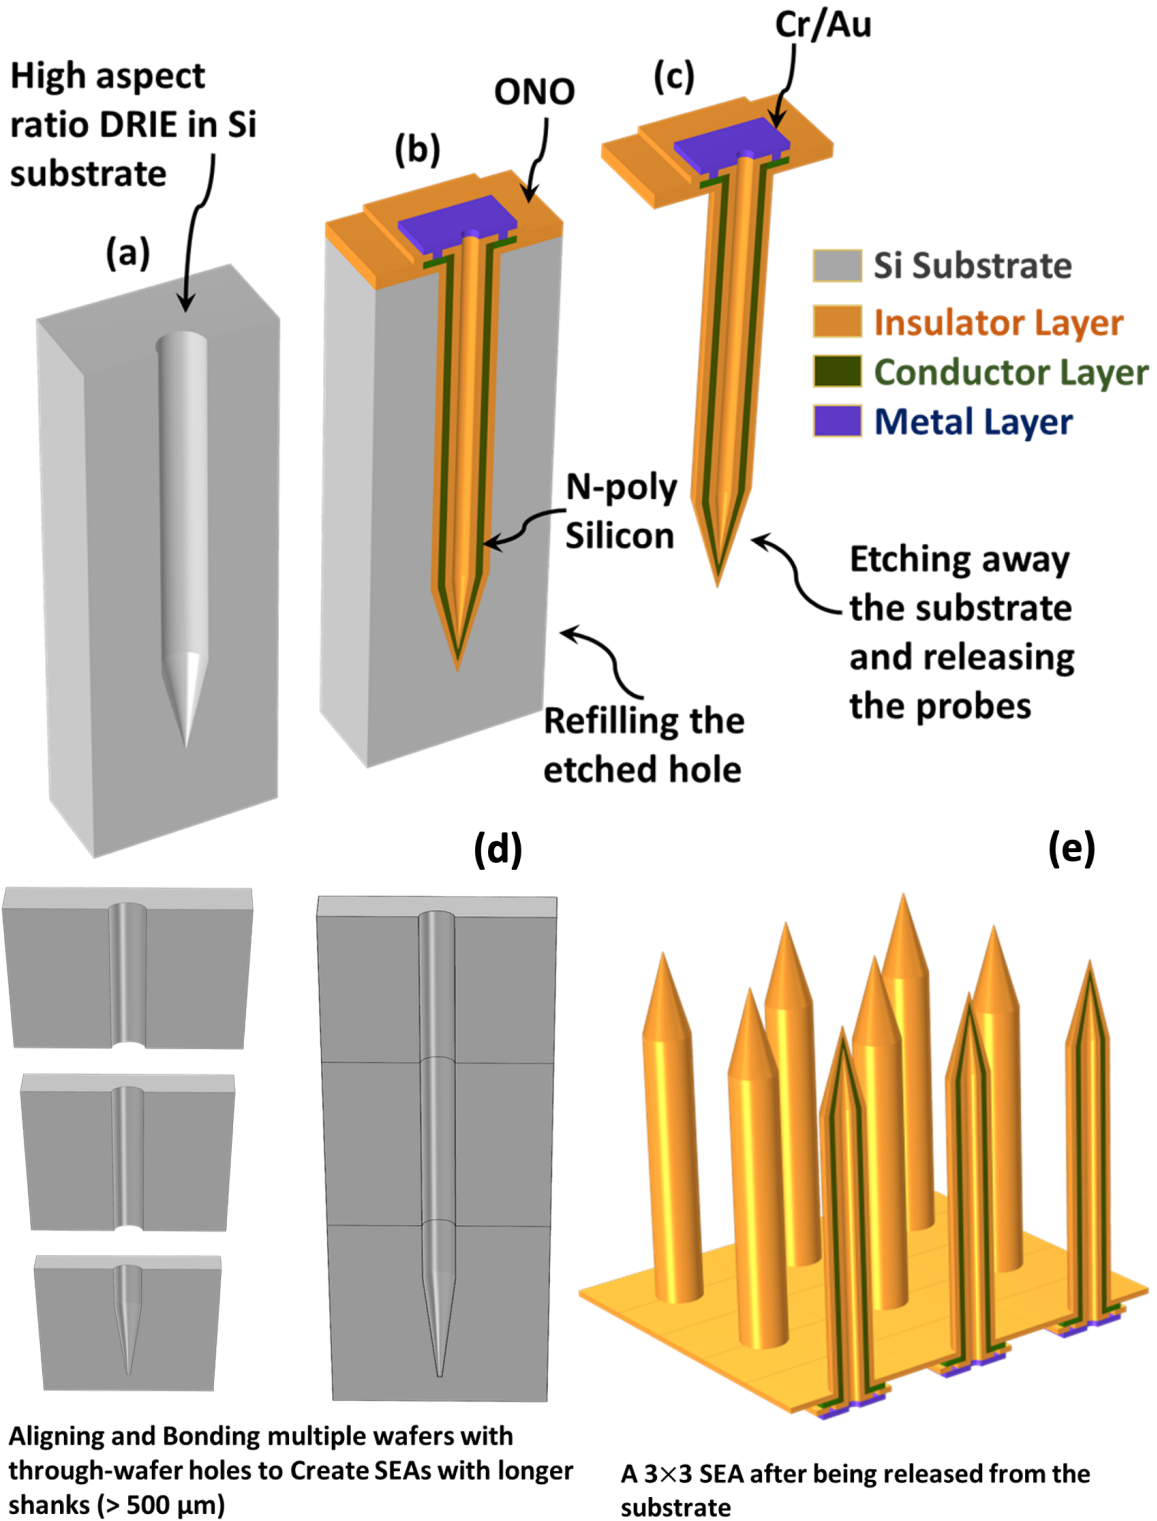 High aspect
ratio DRIE in Si
substrate
(a)
ONO
(b)
Cr/Au
(c)
Si Substrate
Insulator Layer
Conductor Layer
Metal Layer
N-poly
Silicon
Refilling the
etched hole
Etching away
the substrate
and releasing
the probes
(d)
(e)
Aligning and Bonding multiple wafers with
through-wafer holes to Create SEAs with longer
shanks (> 500 μm)
A 3×3 SEA after being released from the
substrate